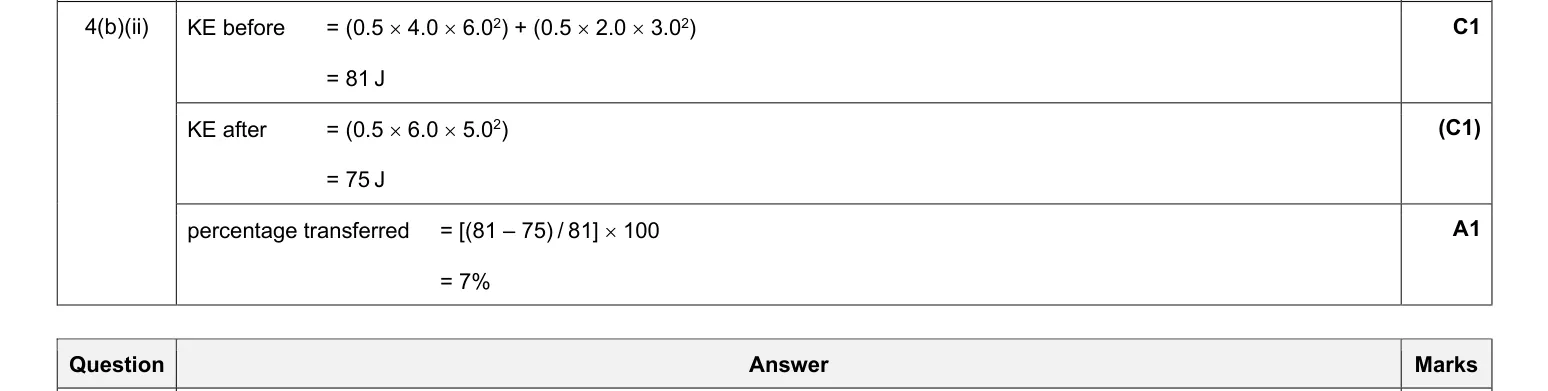 4(b)(ii) KE before = (0.5 × 4.0 × 6.0²) + (0.5 × 2.0 × 3.0²) C1
= 81 J
KE after = (0.5 × 6.0 × 5.0²) (C1)
= 75 J
percentage transferred = [(81 – 75) / 81] × 100 A1
= 7%
Question Answer Marks